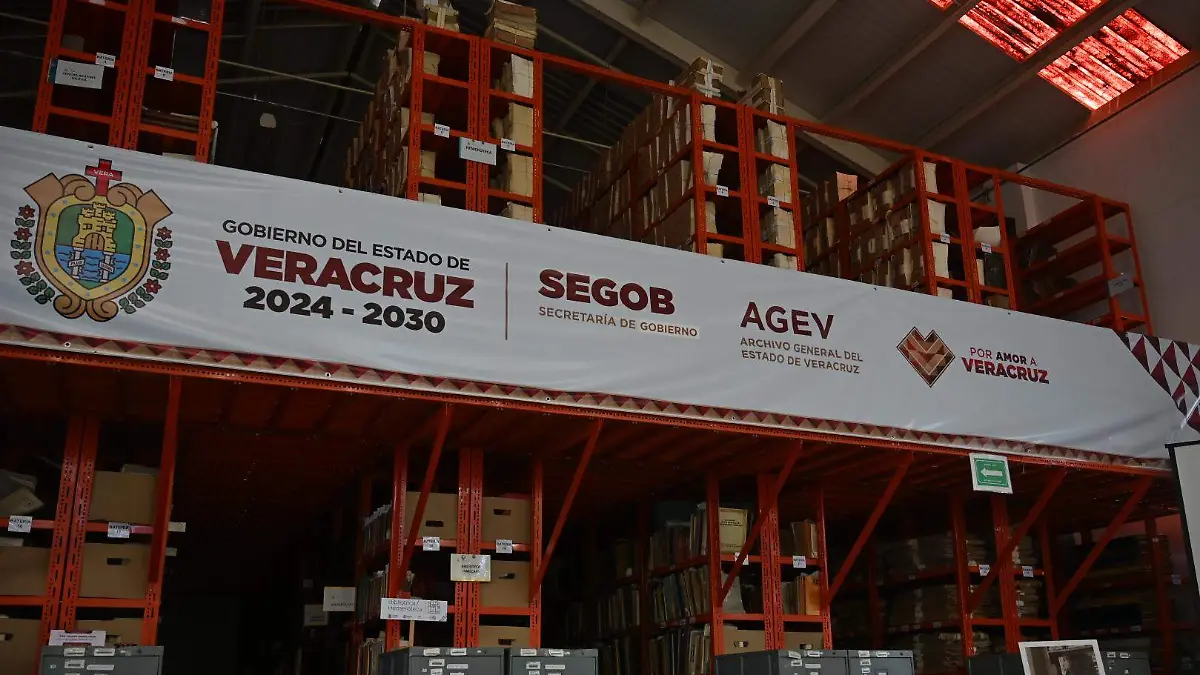 VERA
GOBIERNO DEL ESTADO DE
VERACRUZ
2024 - 2030
SEGOB
SECRETARÍA DE GOBIERNO
AGEV
ARCHIVO GENERAL DEL
ESTADO DE VERACRUZ
POR AMOR A
VERACRUZ
HEMEROTECA